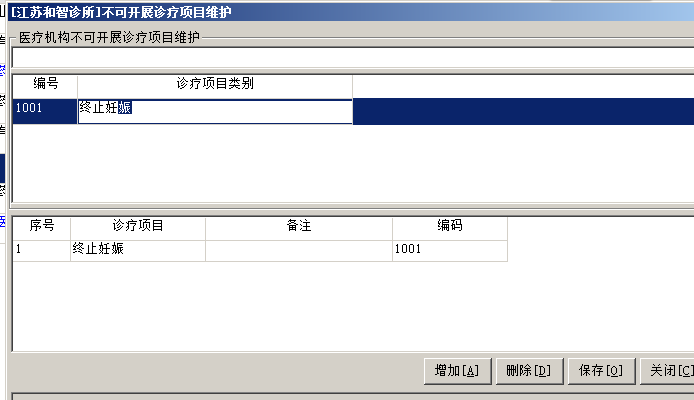 [江苏和智诊所]不可开展诊疗项目维护
医疗机构不可开展诊疗项目维护
编号 诊疗项目类别
1001 终止妊娠
序号 诊疗项目 备注 编码
1 终止妊娠 1001
增加[A] 删除[D] 保存[O] 关闭[C]